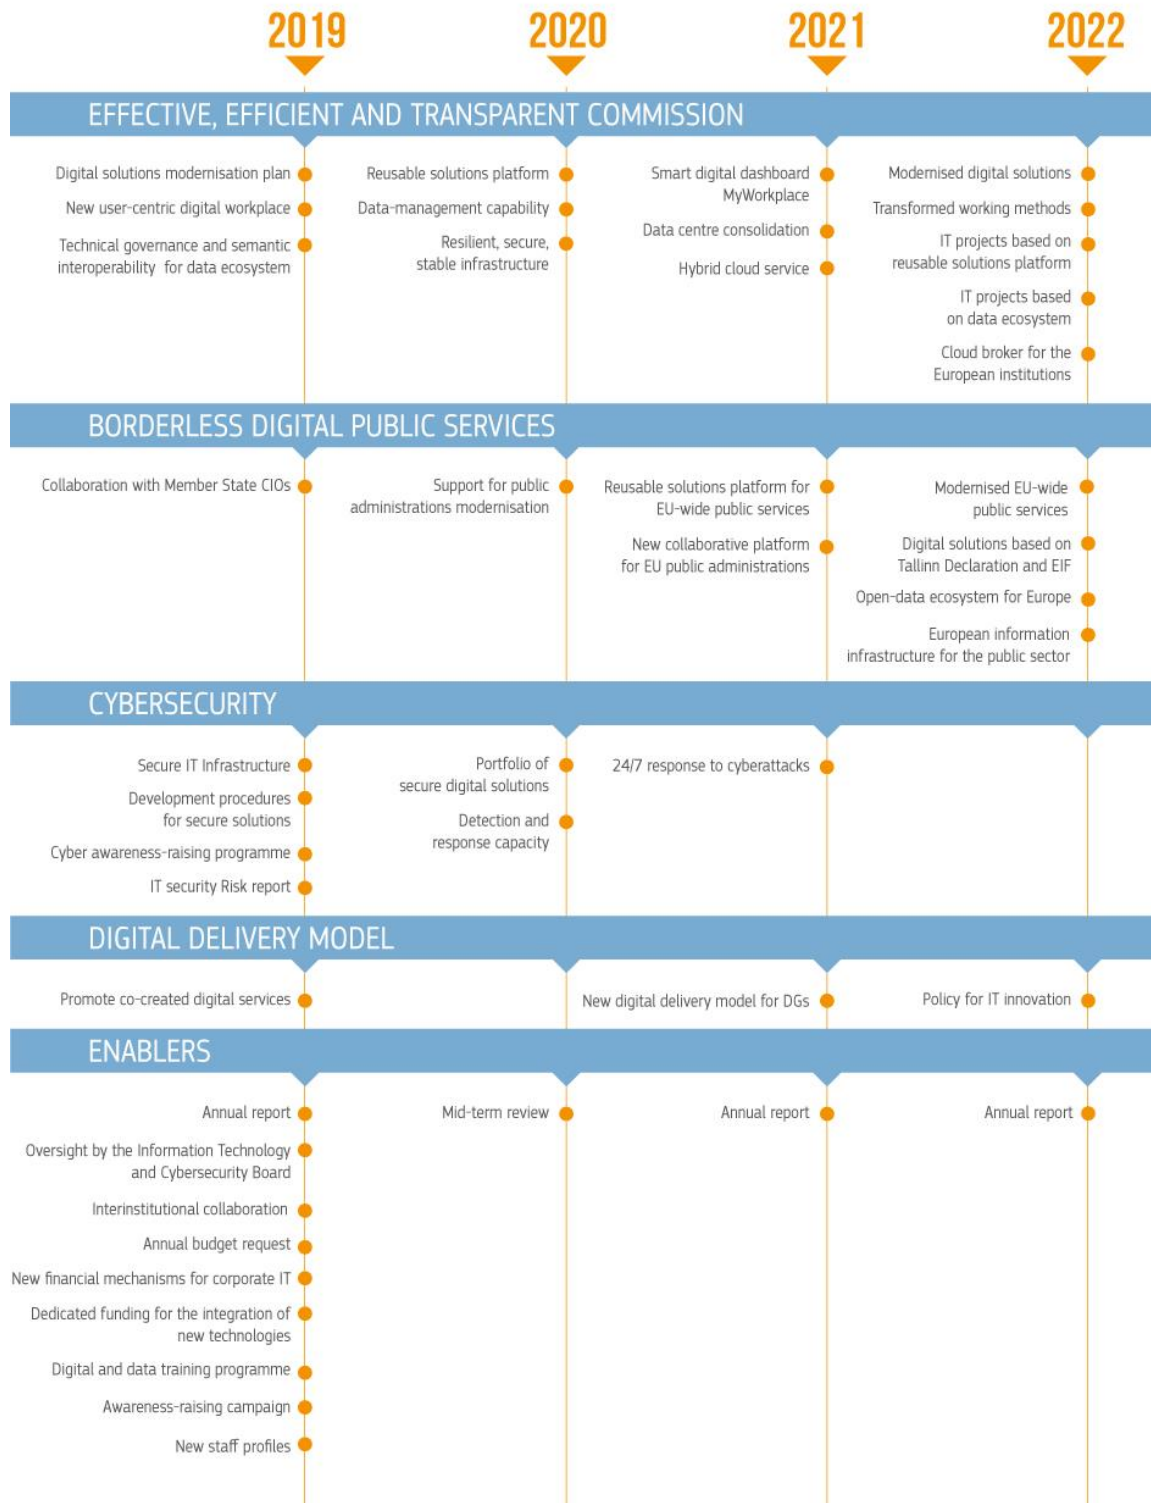 2019
2020
2021
2022
EFFECTIVE, EFFICIENT AND TRANSPARENT COMMISSION
Digital solutions modernisation plan
New user-centric digital workplace
Technical governance and semantic
interoperability for data ecosystem
Reusable solutions platform
Data-management capability
Resilient, secure,
stable infrastructure
Smart digital dashboard
MyWorkplace
Data centre consolidation
Hybrid cloud service
Modernised digital solutions
Transformed working methods
IT projects based on
reusable solutions platform
IT projects based
on data ecosystem
Cloud broker for the
European institutions
BORDERLESS DIGITAL PUBLIC SERVICES
Collaboration with Member State CIOs
Support for public
administrations modernisation
Reusable solutions platform for
EU-wide public services
New collaborative platform
for EU public administrations
Modernised EU-wide
public services
Digital solutions based on
Tallinn Declaration and EIF
Open-data ecosystem for Europe
European information
infrastructure for the public sector
CYBERSECURITY
Secure IT Infrastructure
Development procedures
for secure solutions
Cyber awareness-raising programme
IT security Risk report
Portfolio of
secure digital solutions
Detection and
response capacity
24/7 response to cyberattacks
DIGITAL DELIVERY MODEL
Promote co-created digital services
New digital delivery model for DGs
Policy for IT innovation
ENABLERS
Annual report
Oversight by the Information Technology
and Cybersecurity Board
Interinstitutional collaboration
Annual budget request
New financial mechanisms for corporate IT
Dedicated funding for the integration of
new technologies
Digital and data training programme
Awareness-raising campaign
New staff profiles
Mid-term review
Annual report
Annual report